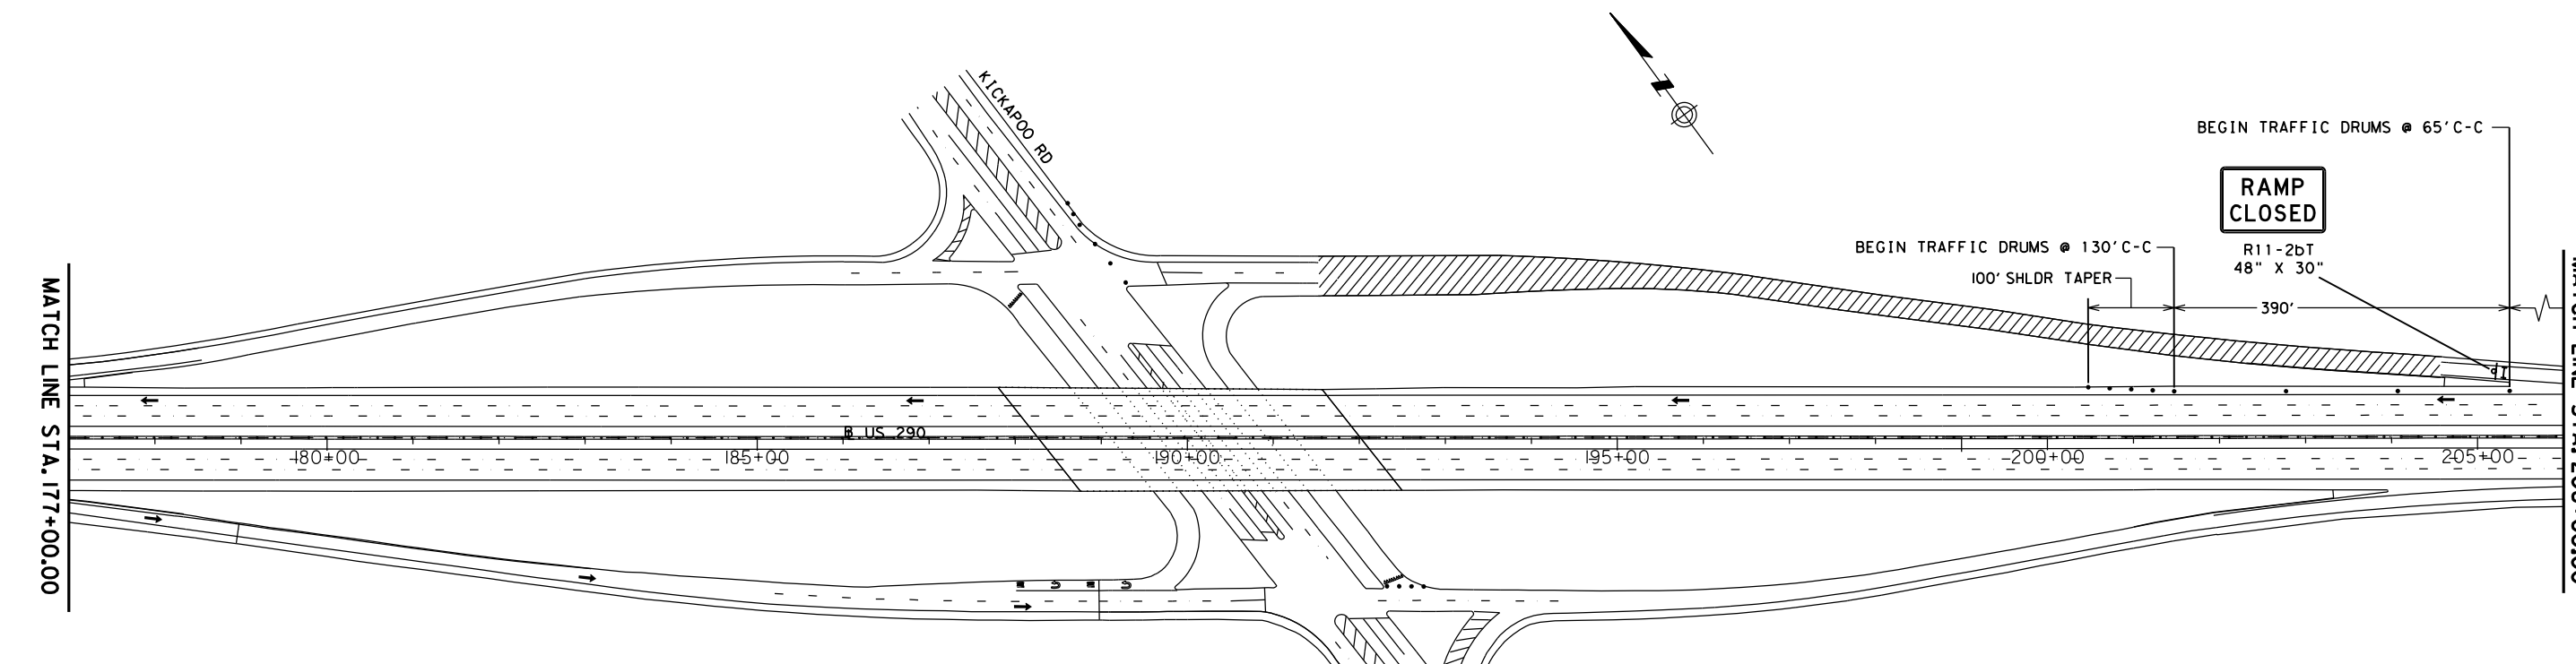 KICKAPOO RD
BEGIN TRAFFIC DRUMS @ 65' C-C
RAMP
CLOSED
R11-2bT
48" X 30"
BEGIN TRAFFIC DRUMS @ 130' C-C
100' SHLDR TAPER
390'
MATCH LINE STA. 177+00.00
US 290
180+00
185+00
190+00
195+00
200+00
205+00